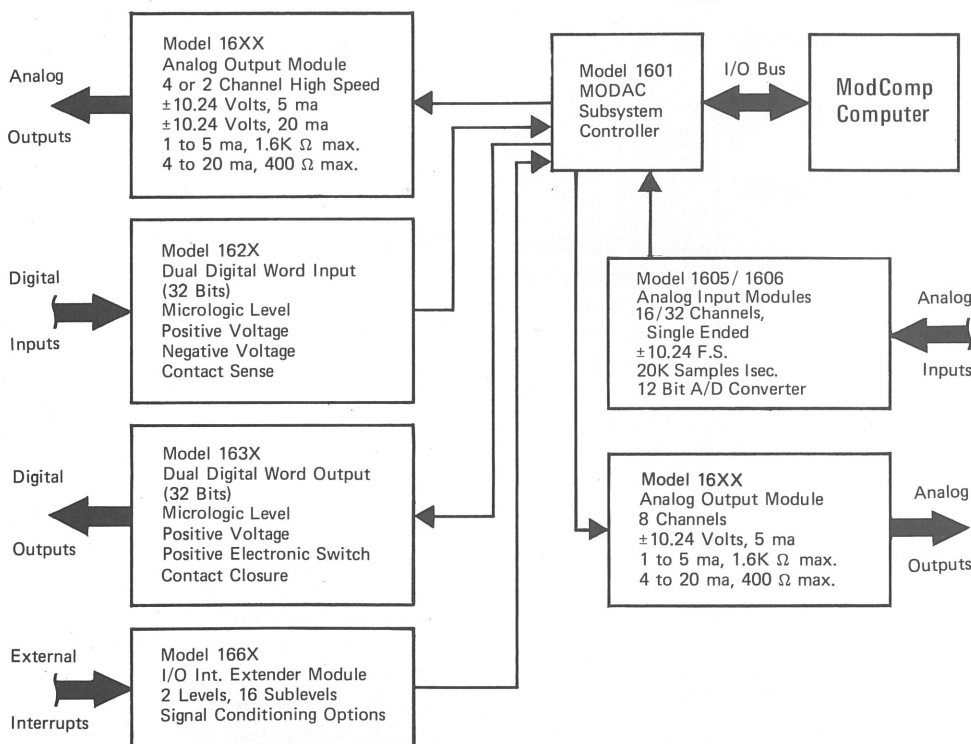 Analog
Outputs
Model 16XX
Analog Output Module
4 or 2 Channel High Speed
±10.24 Volts, 5 ma
±10.24 Volts, 20 ma
1 to 5 ma, 1.6K Ω max.
4 to 20 ma, 400 Ω max.
Model 1601
MODAC
Subsystem
Controller
I/O Bus
ModComp
Computer
Digital
Inputs
Model 162X
Dual Digital Word Input
(32 Bits)
Micrologic Level
Positive Voltage
Negative Voltage
Contact Sense
Model 1605/ 1606
Analog Input Modules
16/32 Channels,
Single Ended
±10.24 F.S.
20K Samples Isec.
12 Bit A/D Converter
Analog
Inputs
Digital
Outputs
Model 163X
Dual Digital Word Output
(32 Bits)
Micrologic Level
Positive Voltage
Positive Electronic Switch
Contact Closure
Model 16XX
Analog Output Module
8 Channels
±10.24 Volts, 5 ma
1 to 5 ma, 1.6K Ω max.
4 to 20 ma, 400 Ω max.
Analog
Outputs
External
Interrupts
Model 166X
I/O Int. Extender Module
2 Levels, 16 Sublevels
Signal Conditioning Options